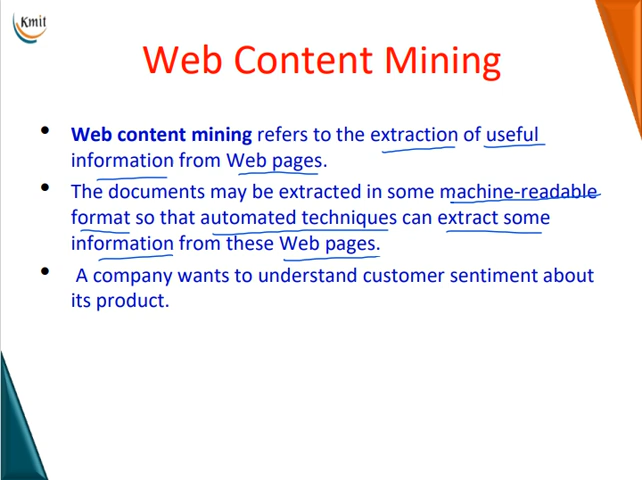 Kmit
Web Content Mining
• Web content mining refers to the extraction of useful
information from Web pages.
• The documents may be extracted in some machine-readable
format so that automated techniques can extract some
information from these Web pages.
• A company wants to understand customer sentiment about
its product.